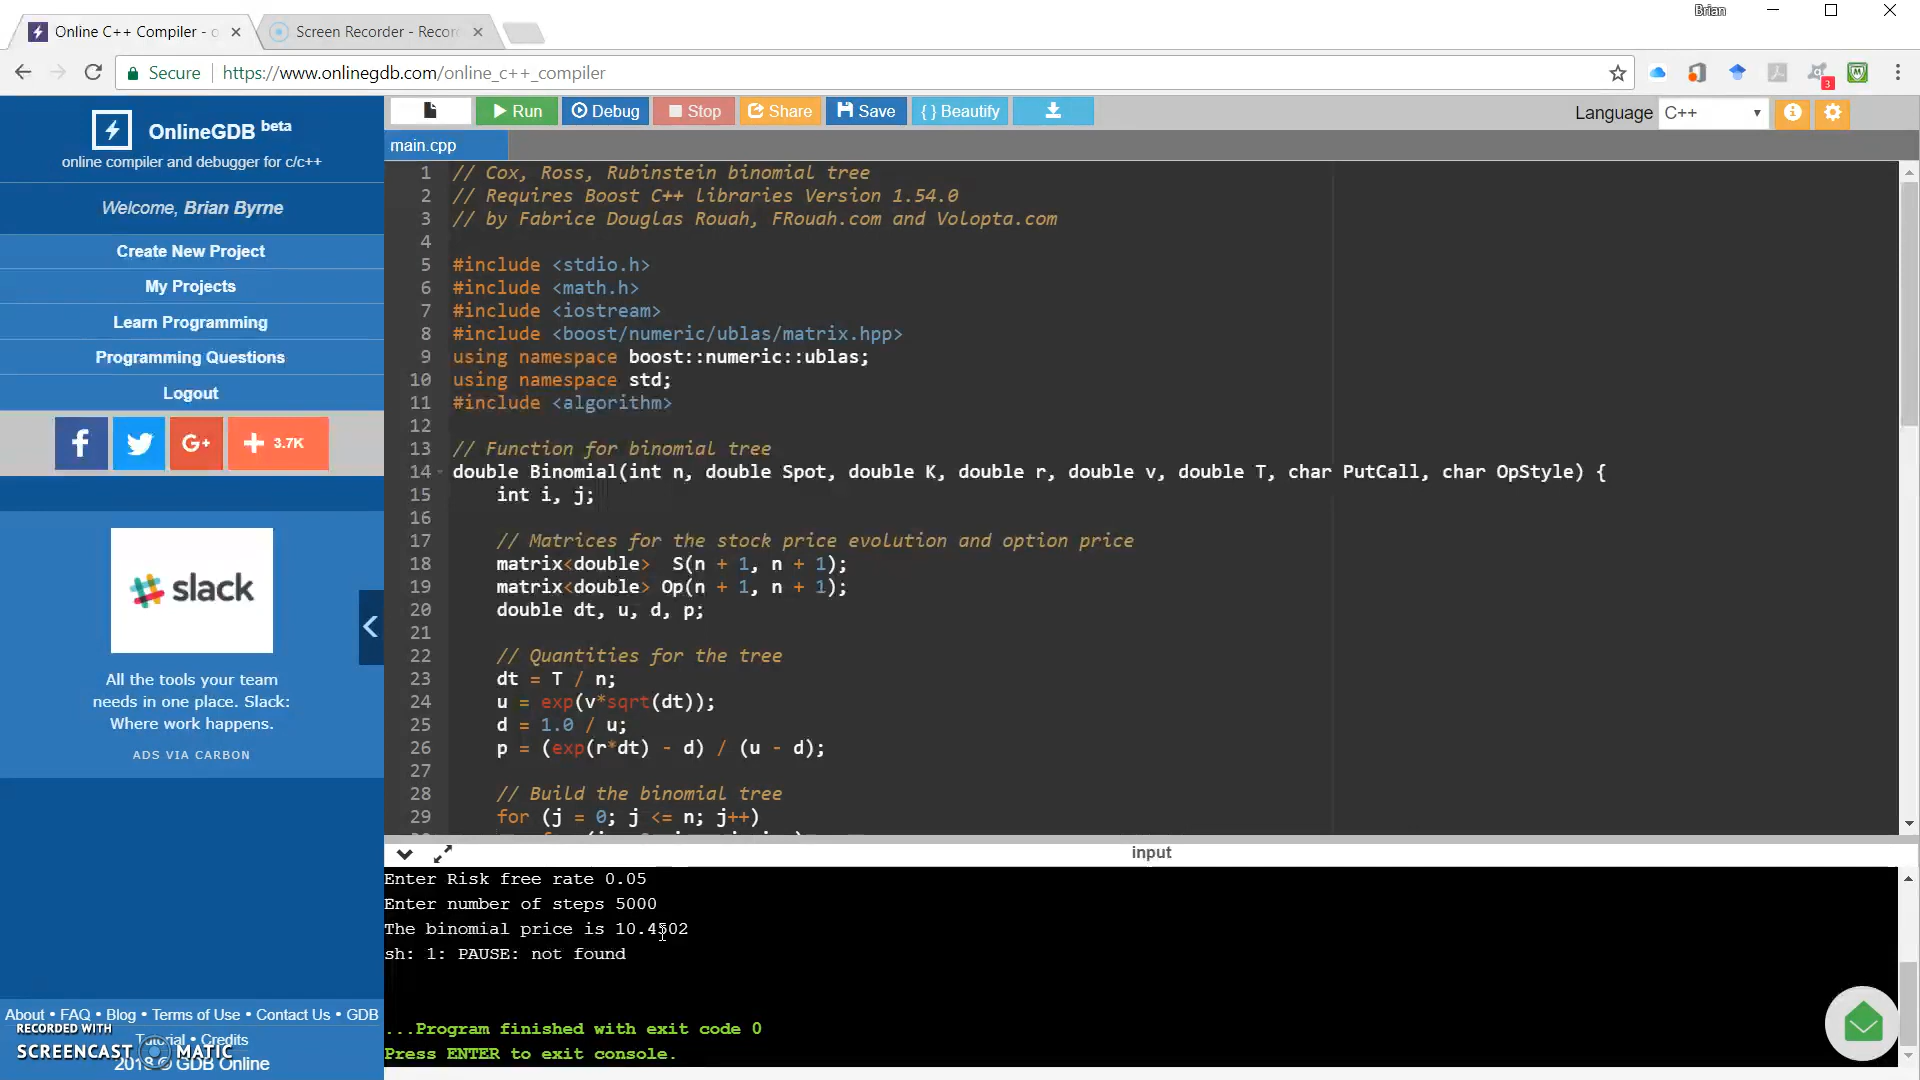 Brian
Online C++ Compiler - o
Screen Recorder - Recor
Secure
https://www.onlinegdb.com/online_c++_compiler
3
OnlineGDB beta
online compiler and debugger for c/c++
Welcome, Brian Byrne
Create New Project
My Projects
Learn Programming
Programming Questions
Logout
3.7K
slack
All the tools your team
needs in one place. Slack:
Where work happens.
ADS VIA CARBON
About • FAQ • Blog • Terms of Use • Contact Us • GDB
Tutorial • Credits
2018 © GDB Online
RECORDED WITH
SCREENCAST MATIC
Run
Debug
Stop
Share
Save
{ } Beautify
Language
C++
main.cpp
1 // Cox, Ross, Rubinstein binomial tree
2 // Requires Boost C++ libraries Version 1.54.0
3 // by Fabrice Douglas Rouah, FRouah.com and Volopta.com
4
5 #include <stdio.h>
6 #include <math.h>
7 #include <iostream>
8 #include <boost/numeric/ublas/matrix.hpp>
9 using namespace boost::numeric::ublas;
10 using namespace std;
11 #include <algorithm>
12
13 // Function for binomial tree
14 double Binomial(int n, double Spot, double K, double r, double v, double T, char PutCall, char OpStyle) {
15 int i, j;
16
17 // Matrices for the stock price evolution and option price
18 matrix<double> S(n + 1, n + 1);
19 matrix<double> Op(n + 1, n + 1);
20 double dt, u, d, p;
21
22 // Quantities for the tree
23 dt = T / n;
24 u = exp(v*sqrt(dt));
25 d = 1.0 / u;
26 p = (exp(r*dt) - d) / (u - d);
27
28 // Build the binomial tree
29 for (j = 0; j <= n; j++)
input
Enter Risk free rate 0.05
Enter number of steps 5000
The binomial price is 10.4502
sh: 1: PAUSE: not found
...Program finished with exit code 0
Press ENTER to exit console.